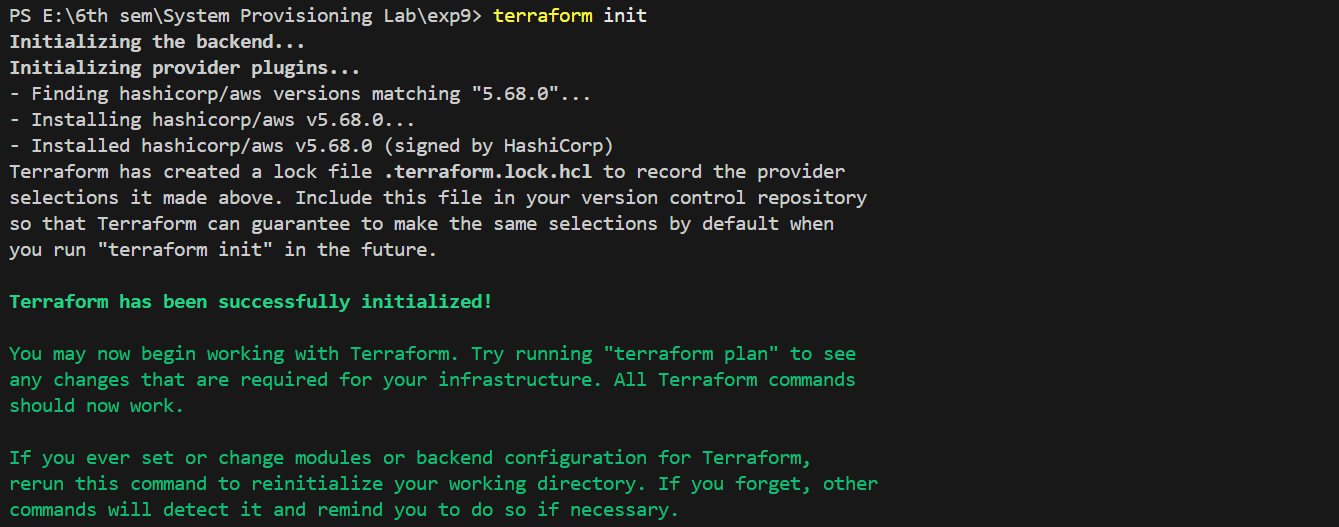 PS E:\6th sem\System Provisioning Lab\exp9> terraform init
Initializing the backend...
Initializing provider plugins...
- Finding hashicorp/aws versions matching "5.68.0"...
- Installing hashicorp/aws v5.68.0...
- Installed hashicorp/aws v5.68.0 (signed by HashiCorp)
Terraform has created a lock file .terraform.lock.hcl to record the provider
selections it made above. Include this file in your version control repository
so that Terraform can guarantee to make the same selections by default when
you run "terraform init" in the future.
Terraform has been successfully initialized!
You may now begin working with Terraform. Try running "terraform plan" to see
any changes that are required for your infrastructure. All Terraform commands
should now work.
If you ever set or change modules or backend configuration for Terraform,
rerun this command to reinitialize your working directory. If you forget, other
commands will detect it and remind you to do so if necessary.